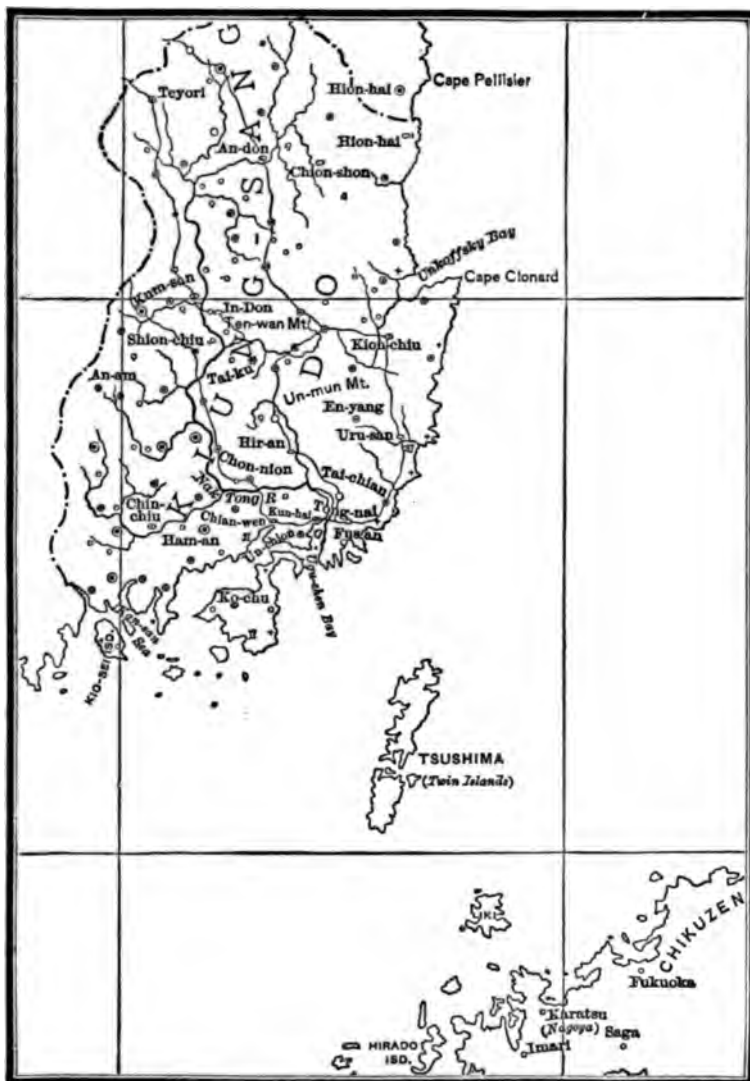 Cape Pellisier
Hion-hai
Teyori
Hion-hai
An-don
Chion-shon
Unkoffsky Bay
Cape Clonard
Kum-san
In-Don
Ten-wan Mt.
Shion-chiu
Kion-chiu
Tai-ku
An-am
Un-mun Mt.
En-yang
Uru-san
Hir-an
Chon-nion
Tai-chian
Nak Tong R
Chin-
chiu
Tong-nai
Chian-wen
Kun-hai
Fusan
Ham-an
Ko-chu
KIO-SEI ISD.
TSUSHIMA
(Twin Islands)
IKI
CHIKUZEN
Fukuoka
Karatsu
(Nagoya)
Saga
HIRADO
ISD.
Imari